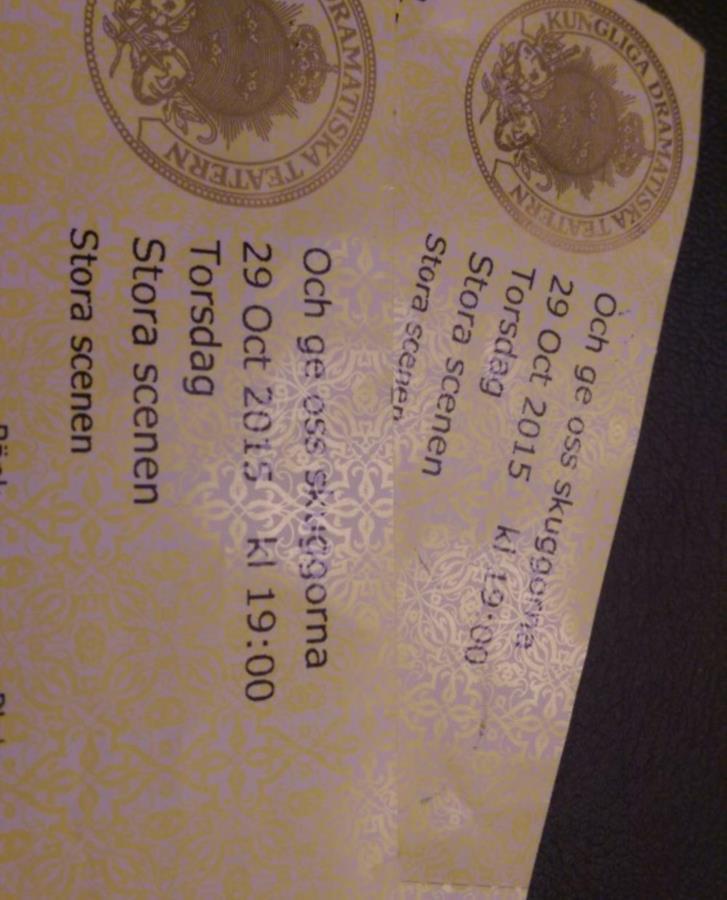 DRAMATISKA TEATERN
Och ge oss skuggorna
29 Oct 2015 kl 19:00
Torsdag
Stora scenen
Stora scenen
KUNGLIGA DRAMATISKA TEATERN
Och ge oss skuggorna
29 Oct 2015 kl 19:00
Torsdag
Stora scenen
Stora scenen